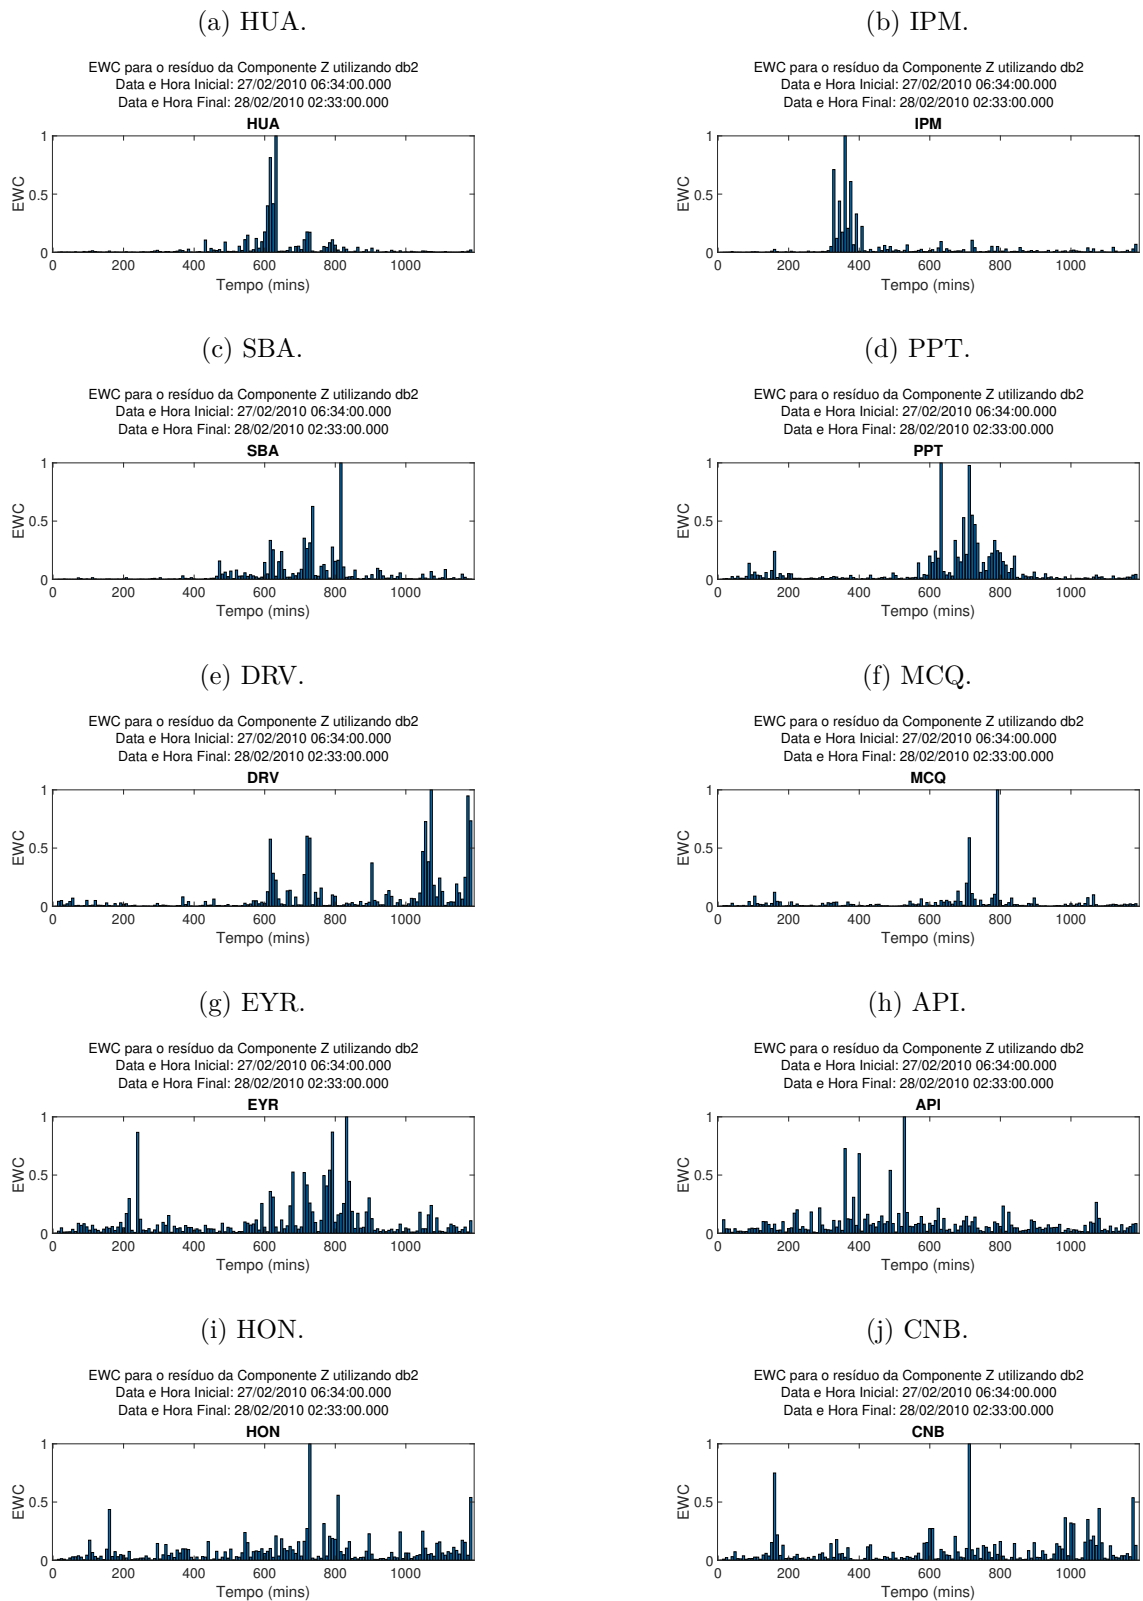 (a) HUA.
EWC para o resíduo da Componente Z utilizando db2
Data e Hora Inicial: 27/02/2010 06:34:00.000
Data e Hora Final: 28/02/2010 02:33:00.000
HUA
1
0.5
0
EWC
0 200 400 600 800 1000
Tempo (mins)
(b) IPM.
EWC para o resíduo da Componente Z utilizando db2
Data e Hora Inicial: 27/02/2010 06:34:00.000
Data e Hora Final: 28/02/2010 02:33:00.000
IPM
1
0.5
0
EWC
0 200 400 600 800 1000
Tempo (mins)
(c) SBA.
EWC para o resíduo da Componente Z utilizando db2
Data e Hora Inicial: 27/02/2010 06:34:00.000
Data e Hora Final: 28/02/2010 02:33:00.000
SBA
1
0.5
0
EWC
0 200 400 600 800 1000
Tempo (mins)
(d) PPT.
EWC para o resíduo da Componente Z utilizando db2
Data e Hora Inicial: 27/02/2010 06:34:00.000
Data e Hora Final: 28/02/2010 02:33:00.000
PPT
1
0.5
0
EWC
0 200 400 600 800 1000
Tempo (mins)
(e) DRV.
EWC para o resíduo da Componente Z utilizando db2
Data e Hora Inicial: 27/02/2010 06:34:00.000
Data e Hora Final: 28/02/2010 02:33:00.000
DRV
1
0.5
0
EWC
0 200 400 600 800 1000
Tempo (mins)
(f) MCQ.
EWC para o resíduo da Componente Z utilizando db2
Data e Hora Inicial: 27/02/2010 06:34:00.000
Data e Hora Final: 28/02/2010 02:33:00.000
MCQ
1
0.5
0
EWC
0 200 400 600 800 1000
Tempo (mins)
(g) EYR.
EWC para o resíduo da Componente Z utilizando db2
Data e Hora Inicial: 27/02/2010 06:34:00.000
Data e Hora Final: 28/02/2010 02:33:00.000
EYR
1
0.5
0
EWC
0 200 400 600 800 1000
Tempo (mins)
(h) API.
EWC para o resíduo da Componente Z utilizando db2
Data e Hora Inicial: 27/02/2010 06:34:00.000
Data e Hora Final: 28/02/2010 02:33:00.000
API
1
0.5
0
EWC
0 200 400 600 800 1000
Tempo (mins)
(i) HON.
EWC para o resíduo da Componente Z utilizando db2
Data e Hora Inicial: 27/02/2010 06:34:00.000
Data e Hora Final: 28/02/2010 02:33:00.000
HON
1
0.5
0
EWC
0 200 400 600 800 1000
Tempo (mins)
(j) CNB.
EWC para o resíduo da Componente Z utilizando db2
Data e Hora Inicial: 27/02/2010 06:34:00.000
Data e Hora Final: 28/02/2010 02:33:00.000
CNB
1
0.5
0
EWC
0 200 400 600 800 1000
Tempo (mins)